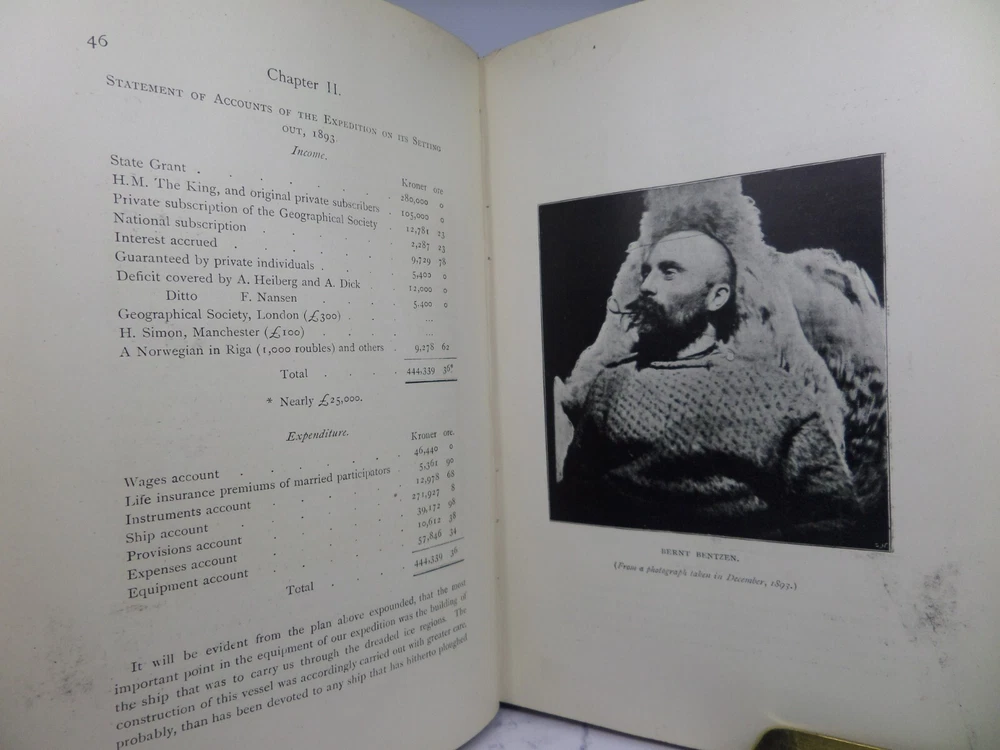 46
Chapter II.
STATEMENT OF ACCOUNTS OF THE EXPEDITION ON ITS SETTING
OUT, 1893.
Income.
Kroner ore
State Grant . . . . . . 280,000 0
H.M. The King, and original private subscribers 105,000 0
Private subscription of the Geographical Society . 12,781 23
National subscription . . . . 2,287 23
Interest accrued . . . . . 9,729 78
Guaranteed by private individuals . . . 5,400 0
Deficit covered by A. Heiberg and A. Dick . 12,000 0
Ditto F. Nansen . . . . 5,400 0
Geographical Society, London (£300) . . . ...
H. Simon, Manchester (£100) . . . . ...
A Norwegian in Riga (1,000 roubles) and others . 9,278 62
Total . . . . 444,339 36*
* Nearly £25,000.
Expenditure.
Kroner ore.
Wages account . . . . . 46,440 0
Life insurance premiums of married participators 5,361 90
Instruments account . . . . 12,978 68
Ship account . . . . . 271,927 8
Provisions account . . . . 39,172 98
Expenses account . . . . 10,612 38
Equipment account . . . . 57,846 34
Total . . . . 444,339 36
It will be evident from the plan above expounded, that the most
important point in the equipment of our expedition was the building of
the ship that was to carry us through the dreaded ice regions. The
construction of this vessel was accordingly carried out with greater care,
probably, than has been devoted to any ship that has hitherto ploughed
BERNT BENTZEN.
(From a photograph taken in December, 1893.)